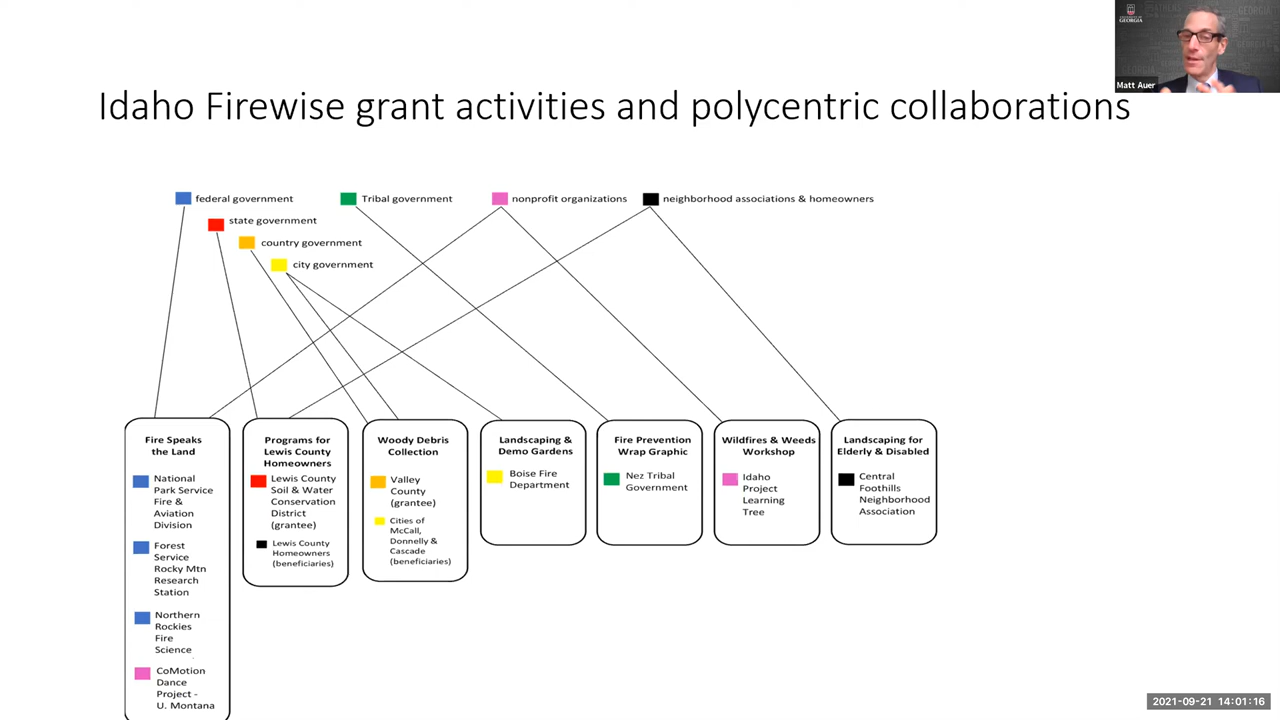 UNIVERSITY OF
GEORGIA
GEORGIA
Matt Auer
Idaho Firewise grant activities and polycentric collaborations
federal government
Tribal government
nonprofit organizations
neighborhood associations & homeowners
state government
country government
city government
Fire Speaks
the Land
National
Park Service
Fire &
Aviation
Division
Forest
Service
Rocky Mtn
Research
Station
Northern
Rockies
Fire
Science
CoMotion
Dance
Project -
U. Montana
Programs for
Lewis County
Homeowners
Lewis County
Soil & Water
Conservation
District
(grantee)
Lewis County
Homeowners
(beneficiaries)
Woody Debris
Collection
Valley
County
(grantee)
Cities of
McCall,
Donnelly &
Cascade
(beneficiaries)
Landscaping &
Demo Gardens
Boise Fire
Department
Fire Prevention
Wrap Graphic
Nez Tribal
Government
Wildfires & Weeds
Workshop
Idaho
Project
Learning
Tree
Landscaping for
Elderly & Disabled
Central
Foothills
Neighborhood
Association
2021-09-21 14:01:16